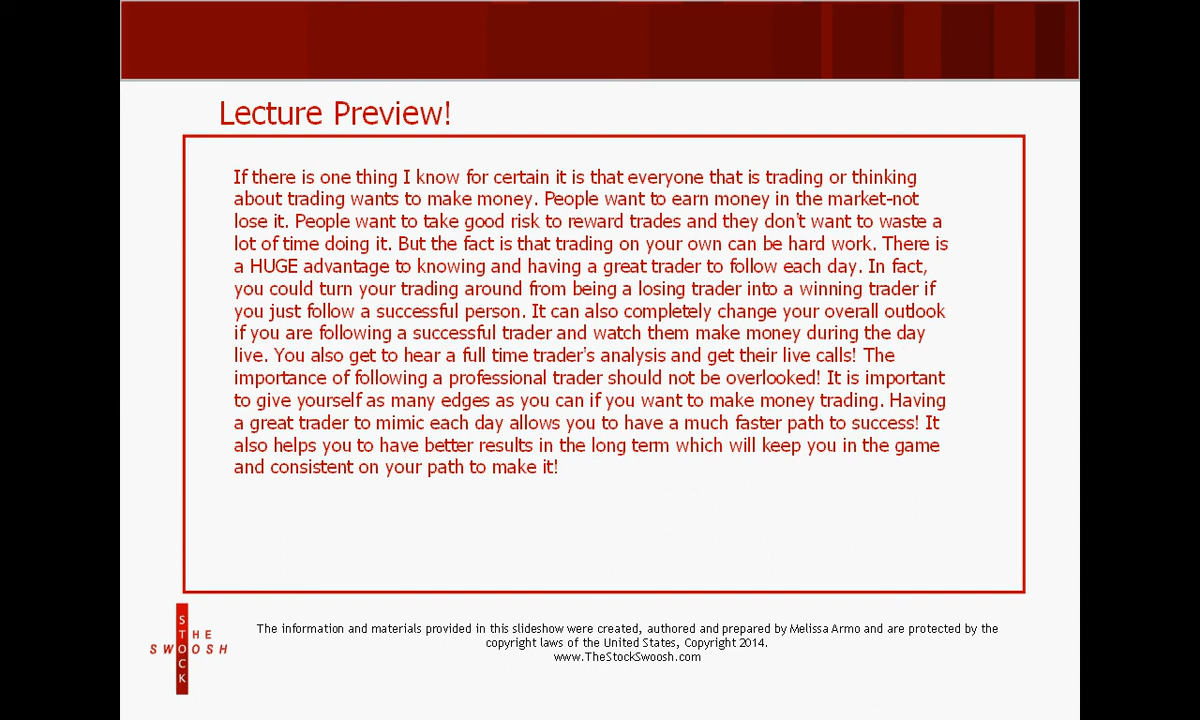 Lecture Preview!
If there is one thing I know for certain it is that everyone that is trading or thinking
about trading wants to make money. People want to earn money in the market-not
lose it. People want to take good risk to reward trades and they don't want to waste a
lot of time doing it. But the fact is that trading on your own can be hard work. There is
a HUGE advantage to knowing and having a great trader to follow each day. In fact,
you could turn your trading around from being a losing trader into a winning trader if
you just follow a successful person. It can also completely change your overall outlook
if you are following a successful trader and watch them make money during the day
live. You also get to hear a full time trader's analysis and get their live calls! The
importance of following a professional trader should not be overlooked! It is important
to give yourself as many edges as you can if you want to make money trading. Having
a great trader to mimic each day allows you to have a much faster path to success! It
also helps you to have better results in the long term which will keep you in the game
and consistent on your path to make it!
THE
STOCK
SWOOSH
The information and materials provided in this slideshow were created, authored and prepared by Melissa Armo and are protected by the
copyright laws of the United States, Copyright 2014.
www.TheStockSwoosh.com